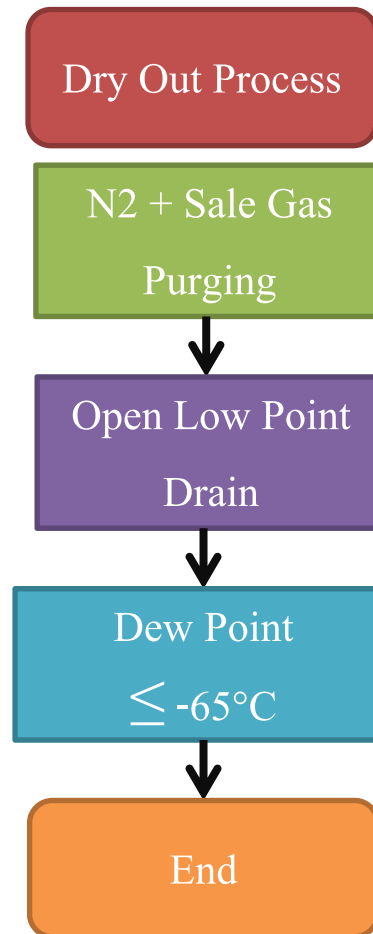 Dry Out Process
N2 + Sale Gas
Purging
Open Low Point
Drain
Dew Point
≤ -65°C
End